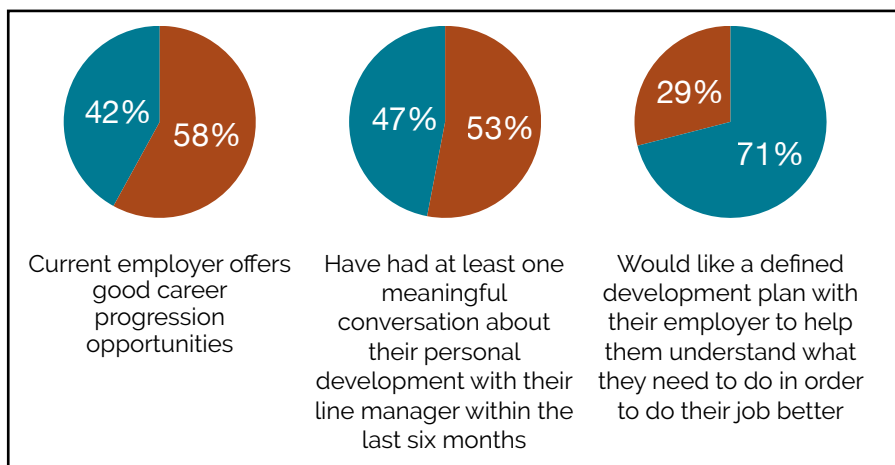 42%
58%
47%
53%
29%
71%
Current employer offers
good career
progression
opportunities
Have had at least one
meaningful
conversation about
their personal
development with their
line manager within the
last six months
Would like a defined
development plan with
their employer to help
them understand what
they need to do in order
to do their job better